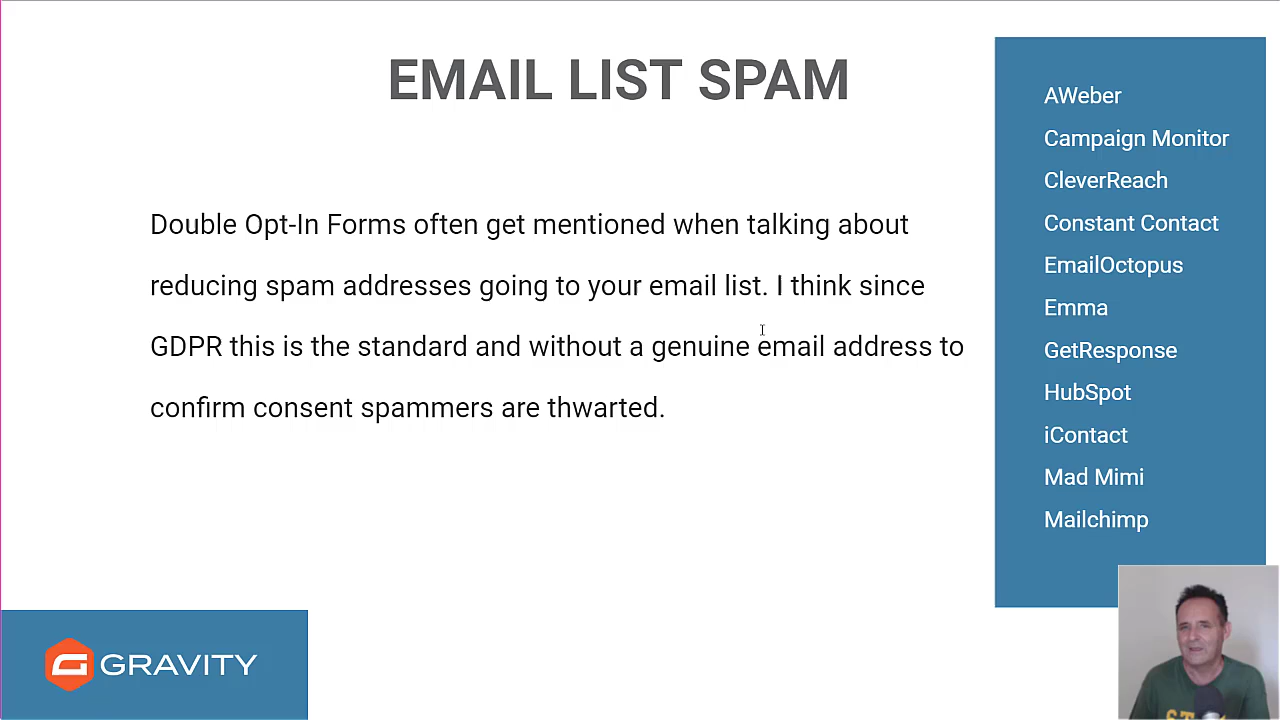 EMAIL LIST SPAM
Double Opt-In Forms often get mentioned when talking about
reducing spam addresses going to your email list. I think since
GDPR this is the standard and without a genuine email address to
confirm consent spammers are thwarted.
AWeber
Campaign Monitor
CleverReach
Constant Contact
EmailOctopus
Emma
GetResponse
HubSpot
iContact
Mad Mimi
Mailchimp
GRAVITY